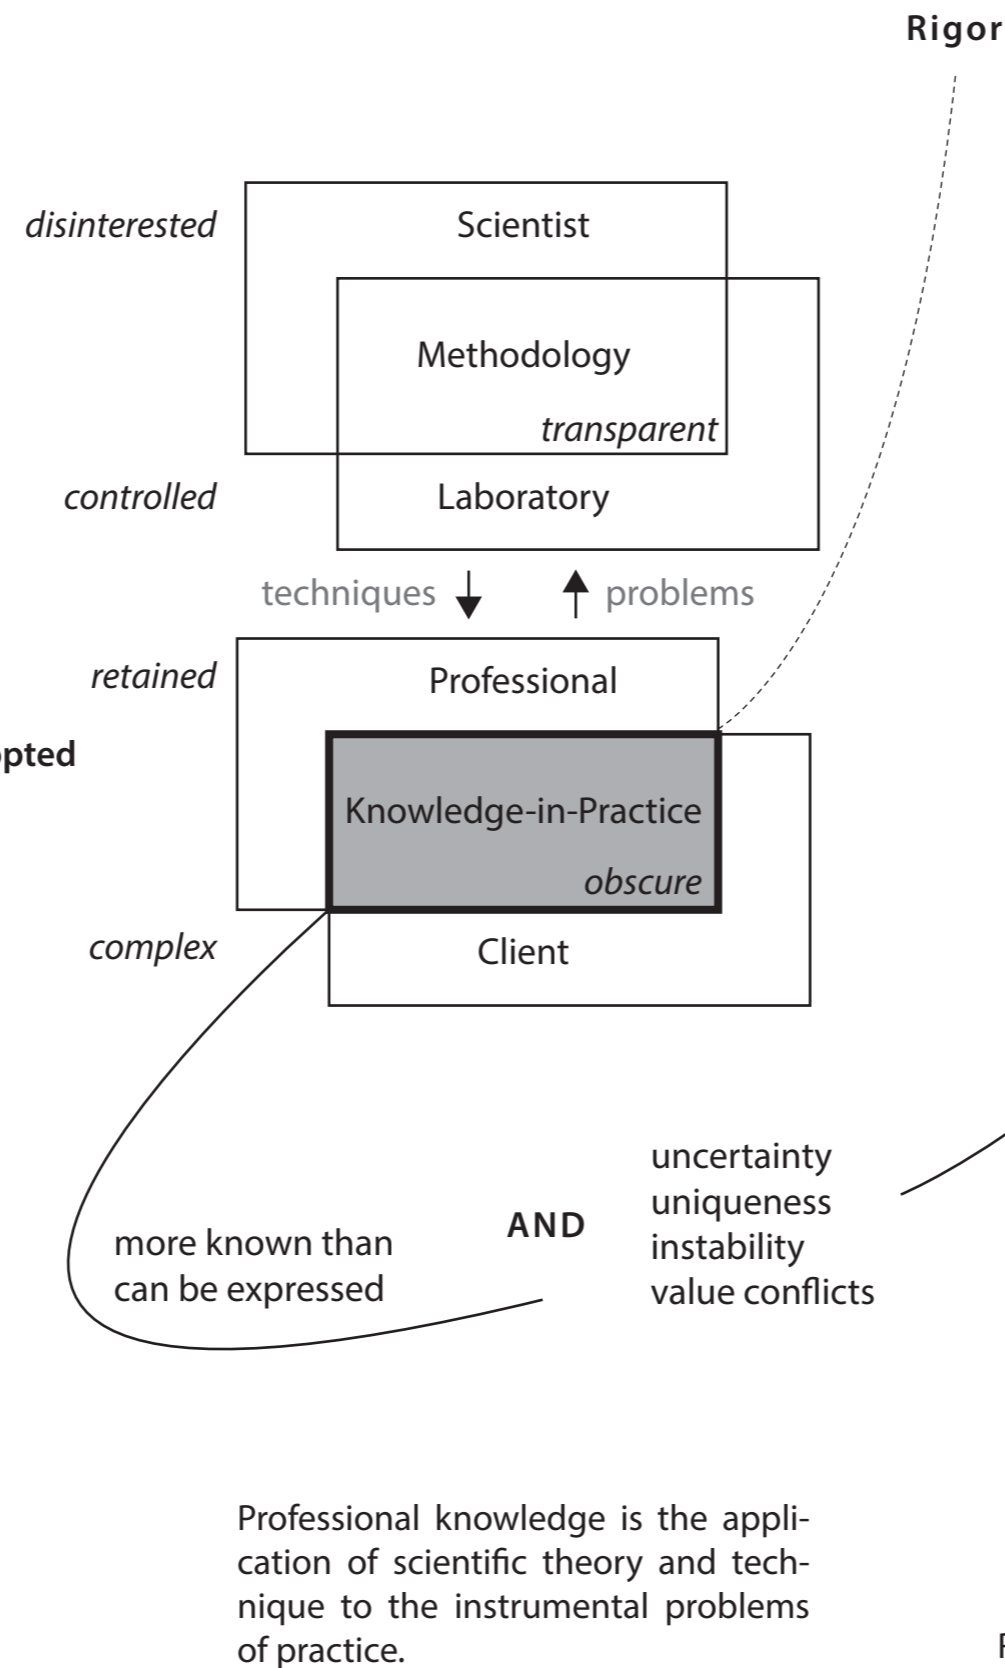 Rigor
disinterested
Scientist
Methodology
transparent
controlled
Laboratory
techniques
problems
retained
Professional
opted
Knowledge-in-Practice
obscure
complex
Client
more known than
can be expressed
AND
uncertainty
uniqueness
instability
value conflicts
Professional knowledge is the appli-
cation of scientific theory and tech-
nique to the instrumental problems
of practice.